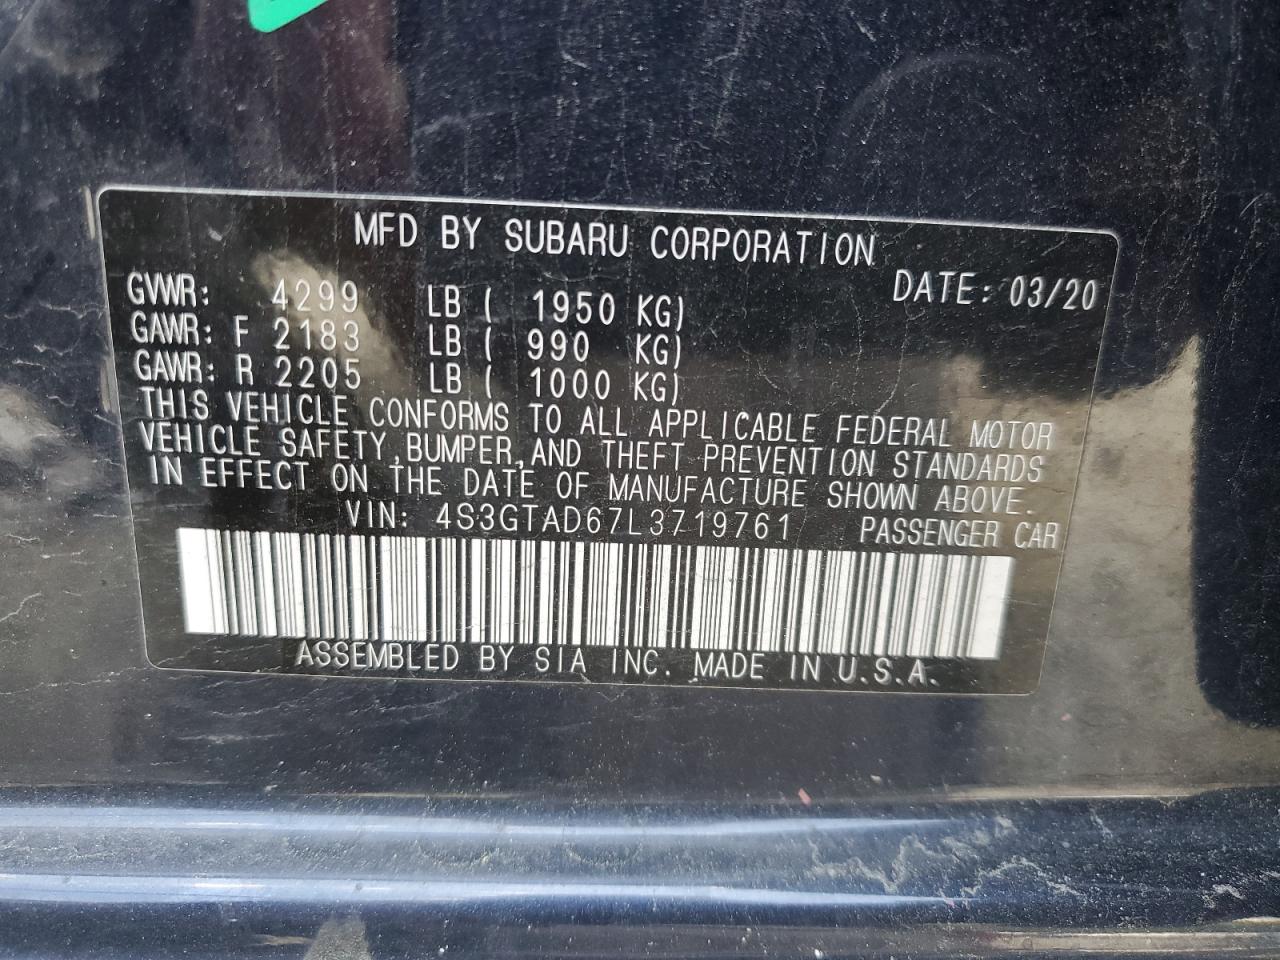 MFD BY SUBARU CORPORATION
DATE: 03/20
GVWR: 4299 LB ( 1950 KG)
GAWR: F 2183 LB ( 990 KG)
GAWR: R 2205 LB ( 1000 KG)
THIS VEHICLE CONFORMS TO ALL APPLICABLE FEDERAL MOTOR
VEHICLE SAFETY, BUMPER, AND THEFT PREVENTION STANDARDS
IN EFFECT ON THE DATE OF MANUFACTURE SHOWN ABOVE.
VIN: 4S3GTAD67L3719761 PASSENGER CAR
ASSEMBLED BY SIA INC. MADE IN U.S.A.